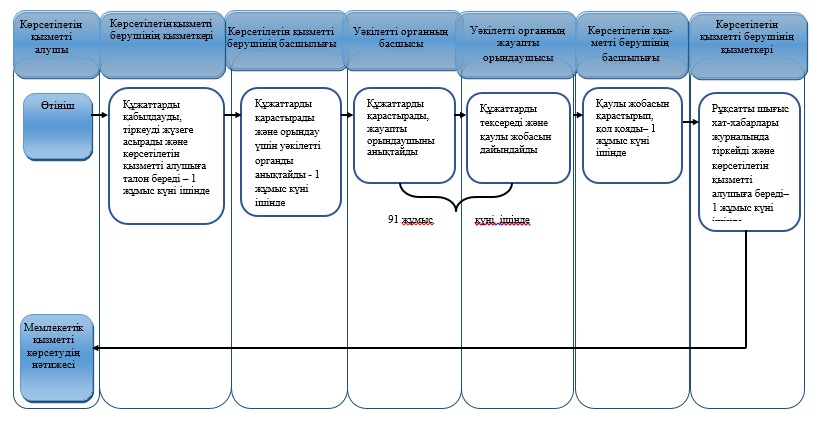 Көрсетілетін
қызметті
алушы
Көрсетілетін қызметті
берушінің қызметкері
Көрсетілетін қызметті
берушінің басшылығы
Уәкілетті органның
басшысы
Уәкілетті органның
жауапты
орындаушысы
Көрсетілетін қыз-
метті берушінің
басшылығы
Көрсетілетін
қызметті берушінің
қызметкері
Өтініш
Құжаттарды
қабылдауды,
тіркеуді жүзеге
асырады және
көрсетілетін
қызметті алушыға
талон береді – 1
жұмыс күні ішінде
Құжаттарды
қарастырады
және орындау
үшін уәкілетті
органды
анықтайды - 1
жұмыс күні
ішінде
Құжаттарды
қарастырады,
жауапты
орындаушыны
анықтайды
Құжаттарды
тексереді және
қаулы жобасын
дайындайды
Қаулы жобасын
қарастырып,
қол қояды– 1
жұмыс күні
ішінде
Рұқсатты шығыс
хат-хабарлары
журналында
тіркейді және
көрсетілетін
қызметті
алушыға береді–
1 жұмыс күні
91 жұмыс күні ішінде
Мемлекеттік
қызметті
көрсетудің
нәтижесі